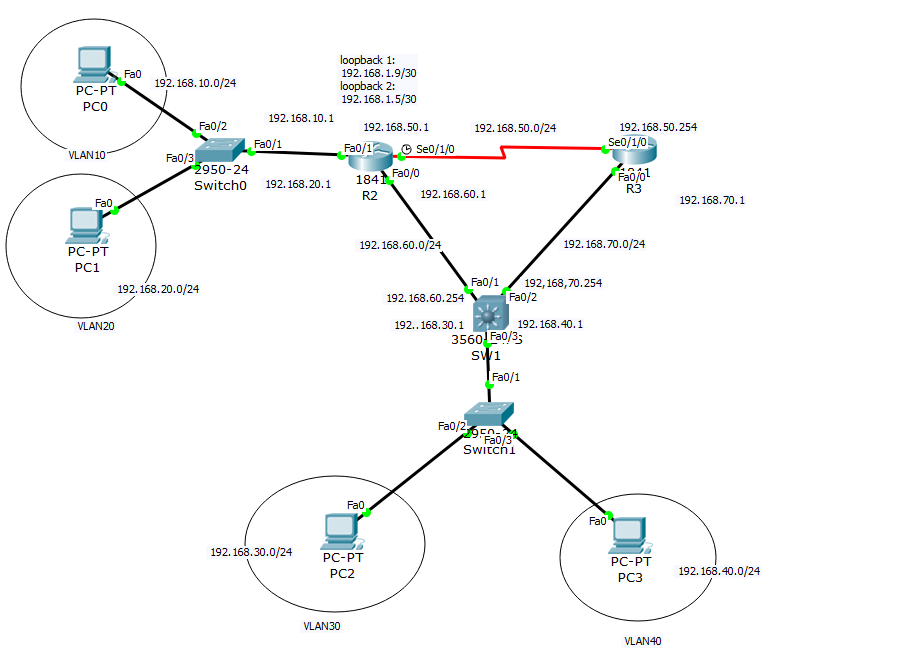 loopback 1:
192.168.1.9/30
loopback 2:
192.168.1.5/30
Fa0
192.168.10.0/24
PC-PT
PC0
VLAN10
Fa0/2
Fa0/3
Fa0/1
2950-24
Switch0
192.168.10.1
192.168.20.1
Fa0
PC-PT
PC1
192.168.20.0/24
VLAN20
192.168.50.1
Fa0/1
Se0/1/0
Fa0/0
1841
R2
192.168.50.0/24
192.168.50.254
Se0/1/0
Fa0/0
1841
R3
192.168.60.1
192.168.70.1
192.168.60.0/24
192.168.70.0/24
Fa0/1
192,168,70.254
Fa0/2
192.168.60.254
192..168.30.1
192.168.40.1
Fa0/3
SW1
Fa0/1
Fa0/2
Fa0/3
2950-24
Switch1
Fa0
192.168.30.0/24
PC-PT
PC2
VLAN30
Fa0
PC-PT
PC3
192.168.40.0/24
VLAN40